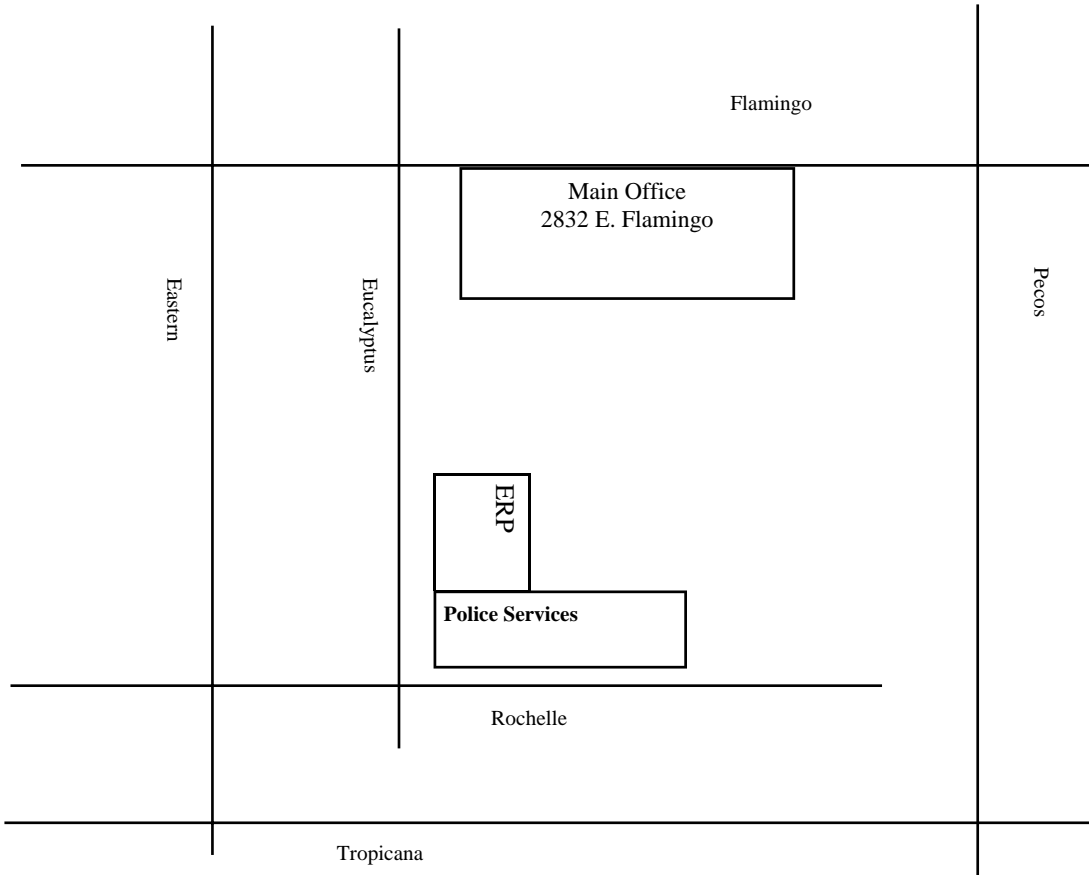 Flamingo
Main Office
2832 E. Flamingo
Eastern
Eucalyptus
Pecos
ERP
Police Services
Rochelle
Tropicana